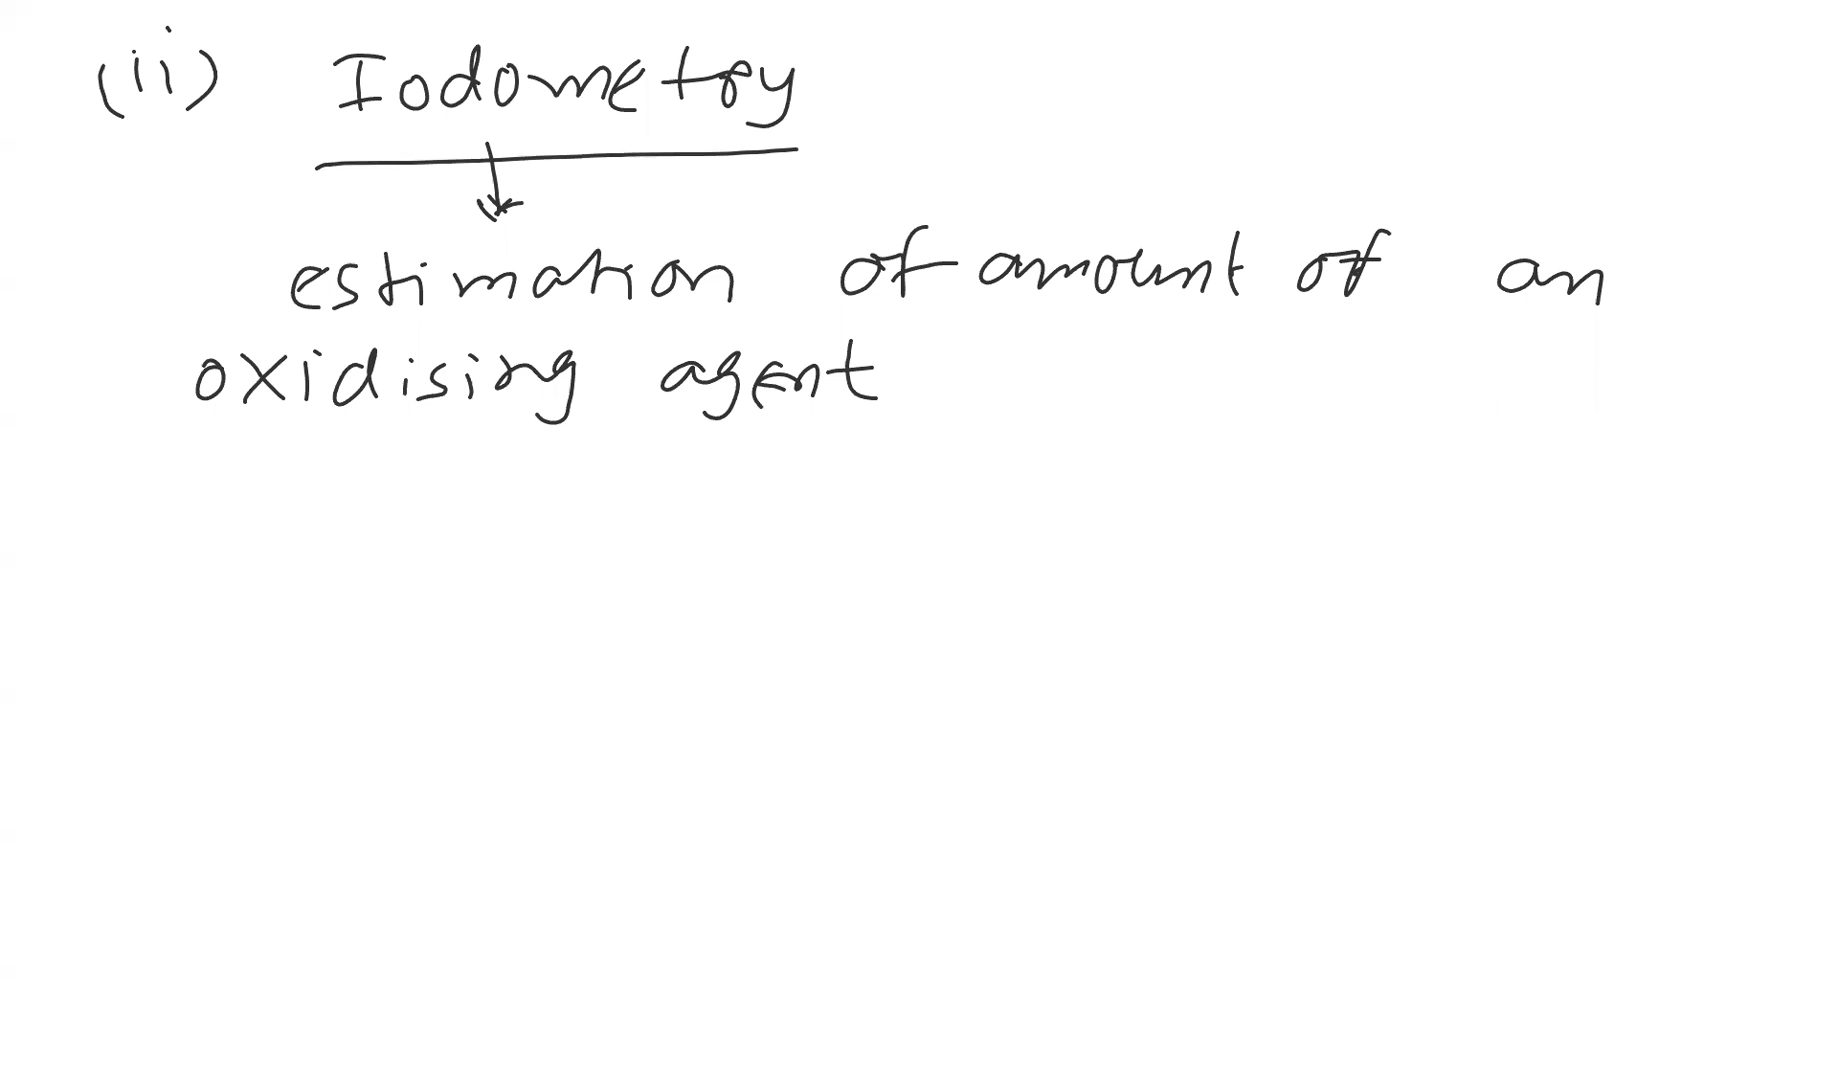 (ii) Iodometry
estimation of amount of an
oxidising agent